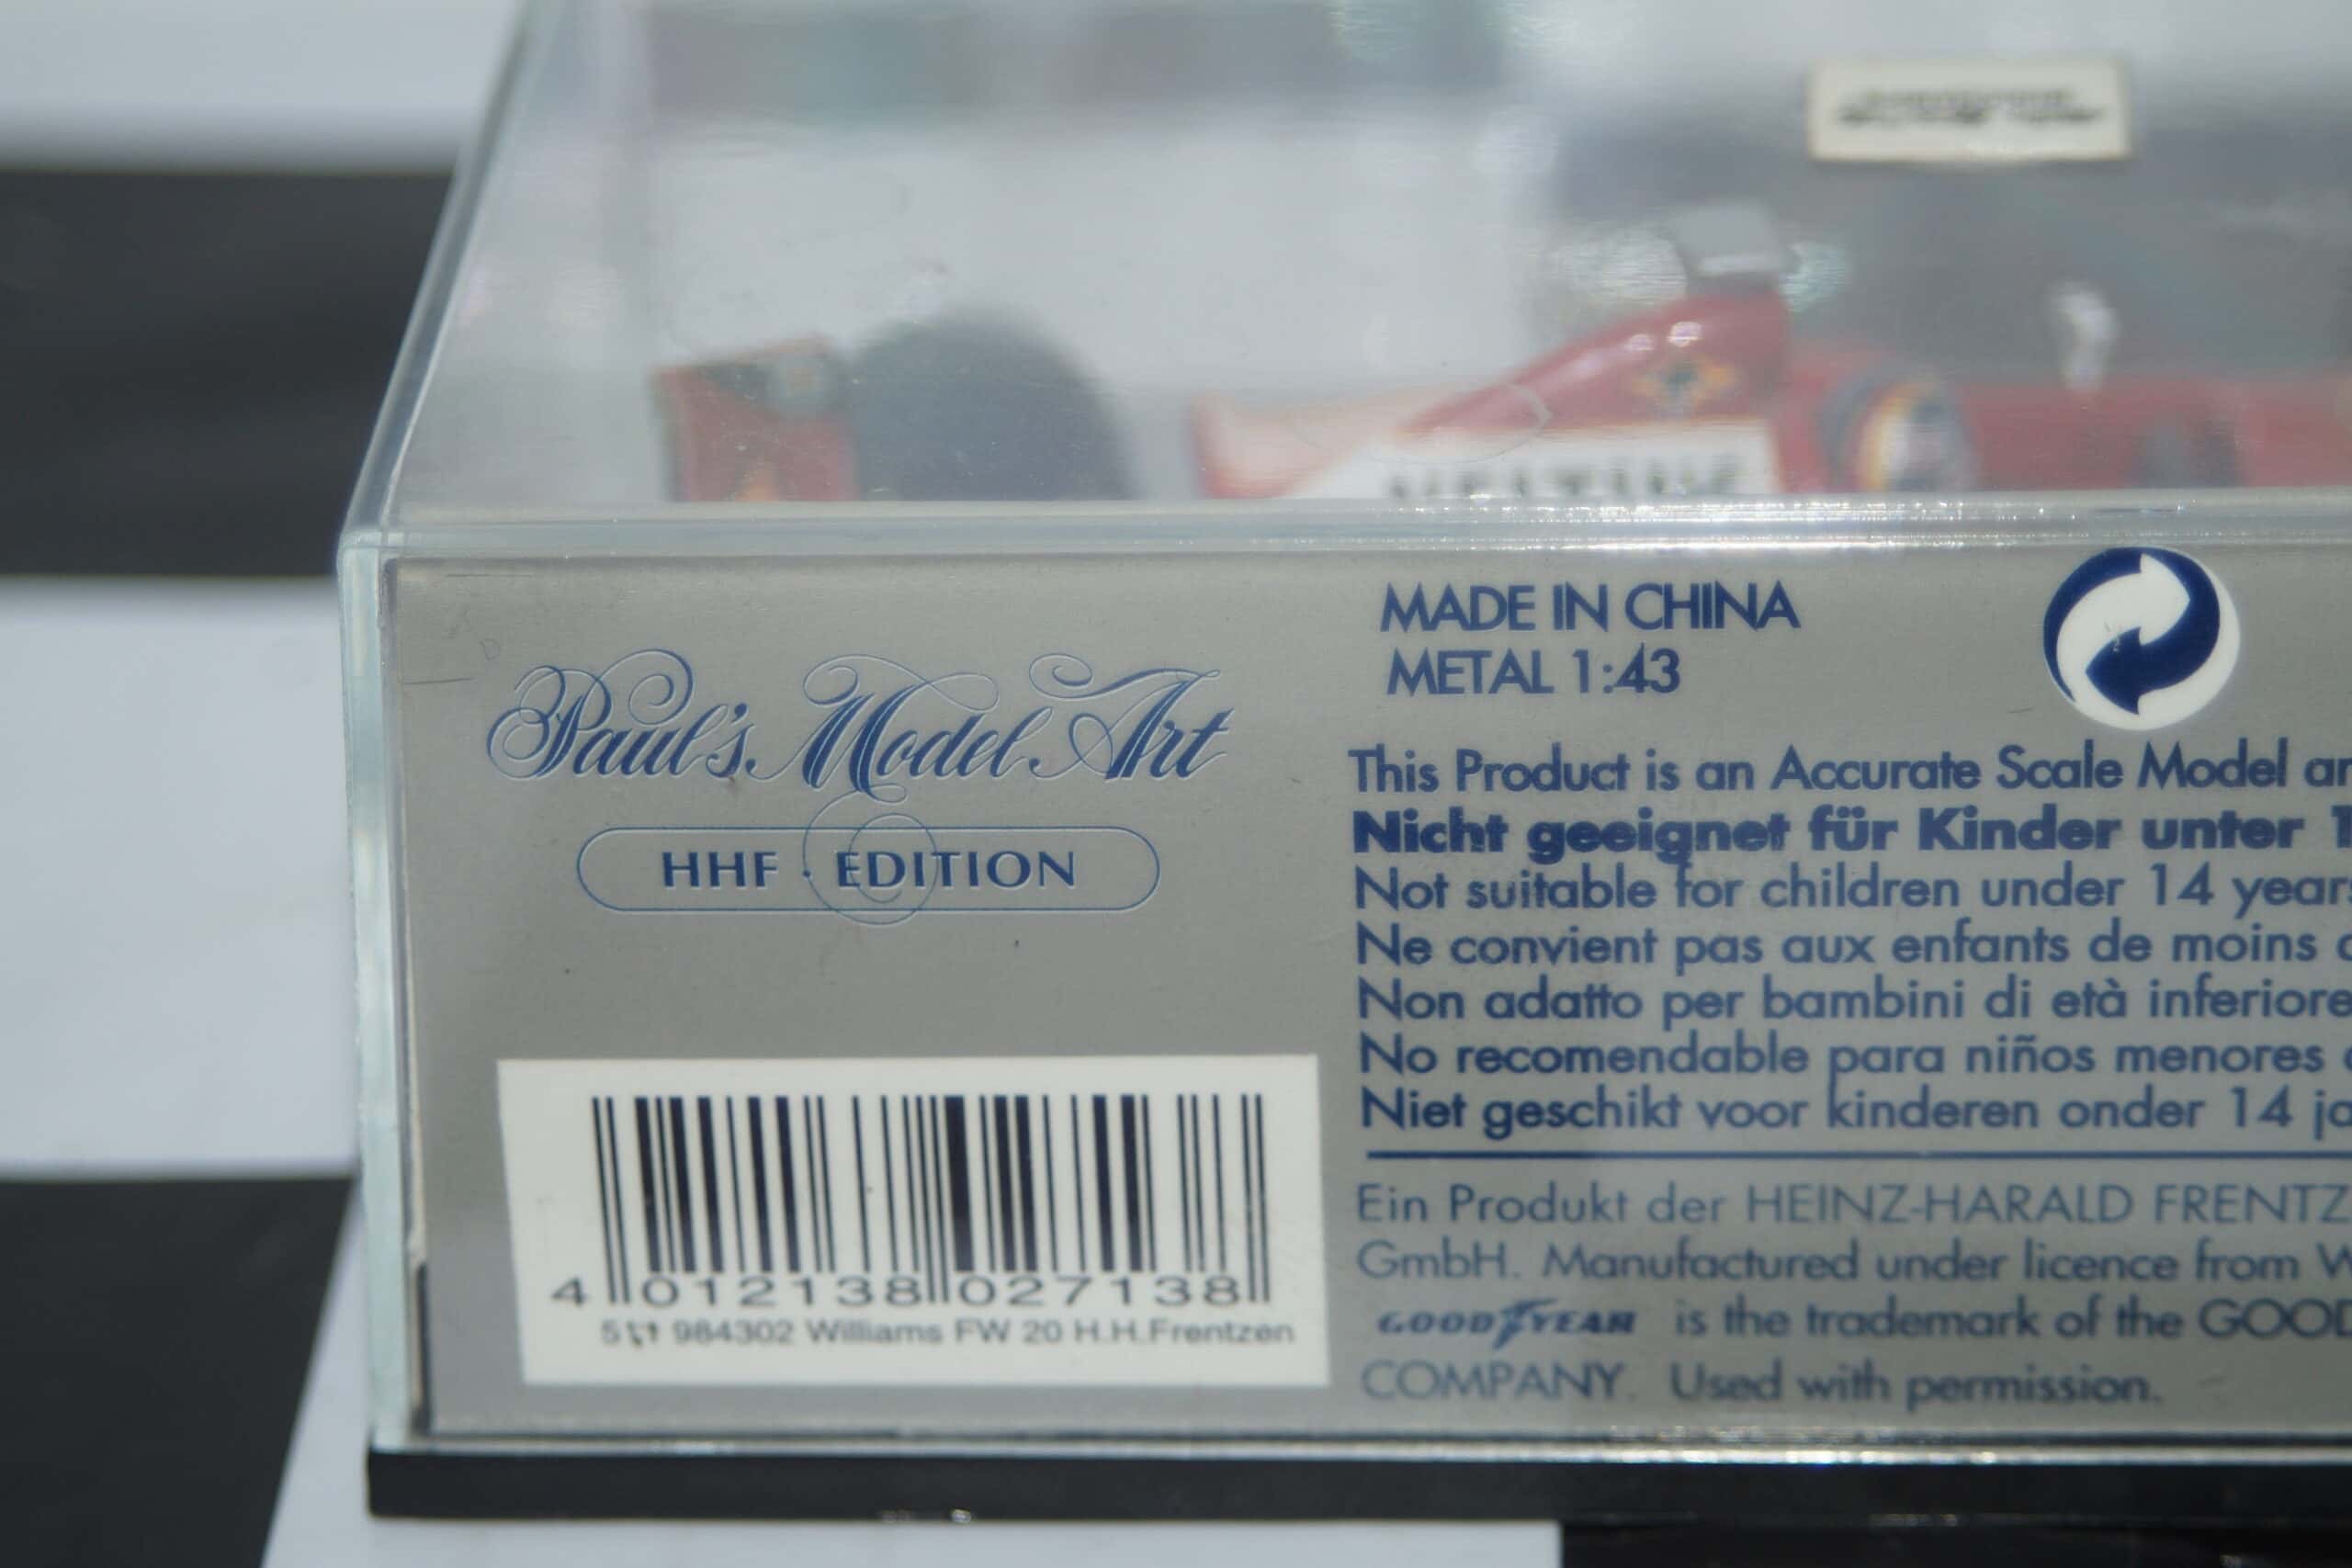 MADE IN CHINA
METAL 1:43
Paul's Model Art
HHF · EDITION
This Product is an Accurate Scale Model
Nicht geeignet für Kinder unter
Not suitable for children under 14 years
Ne convient pas aux enfants de moins
Non adatto per bambini di età inferiore
No recomendable para niños menores
Niet geschikt voor kinderen onder 14
Ein Produkt der HEINZ-HARALD FRENTZ
GmbH. Manufactured under licence from W
GOODYEAR is the trademark of the GOOD
COMPANY. Used with permission.
4 012138 027138
984302 Williams FW 20 H.H.Frentzen